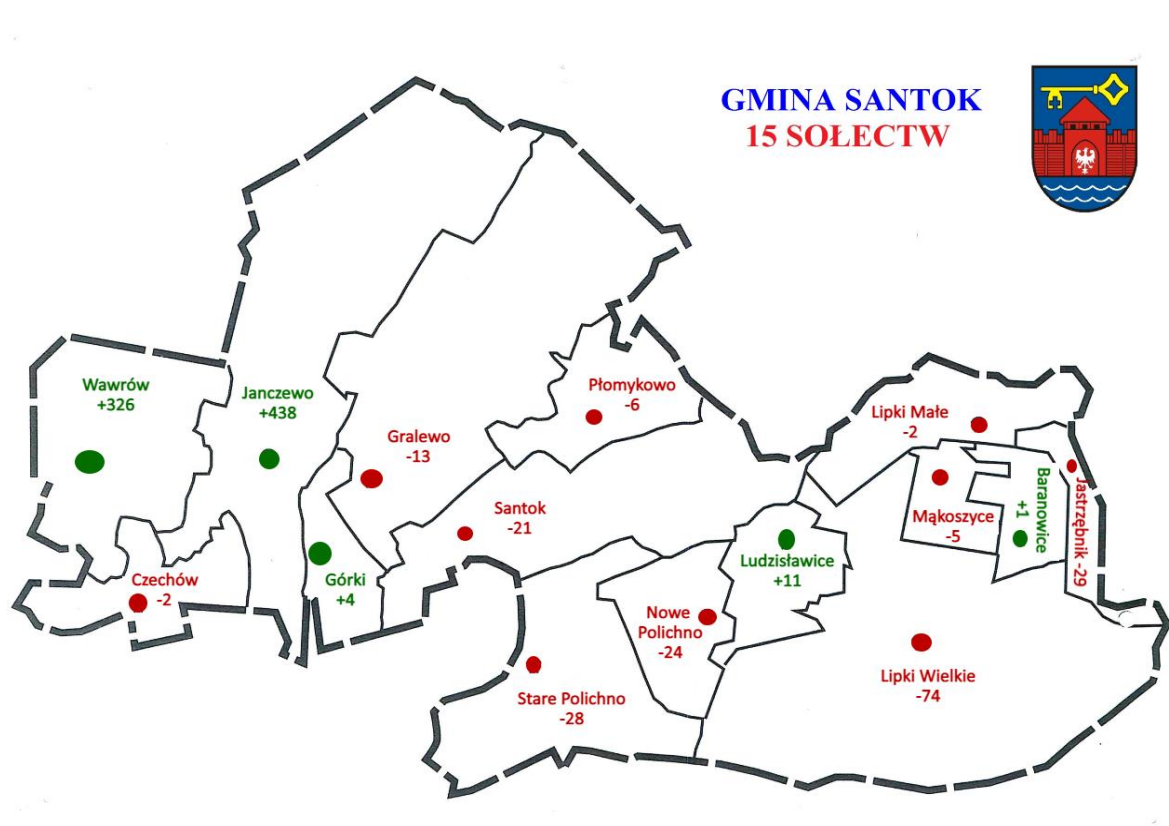 GMINA SANTOK
15 SOŁECTW
Wawrów
+326
Janczewo
+438
Płomykowo
-6
Lipki Małe
-2
Gralewo
-13
Santok
-21
Mąkoszyce
-5
Baranowice
+1
Jastrzębnik -29
Czechów
-2
Górki
+4
Ludzisławice
+11
Nowe
Polichno
-24
Stare Polichno
-28
Lipki Wielkie
-74